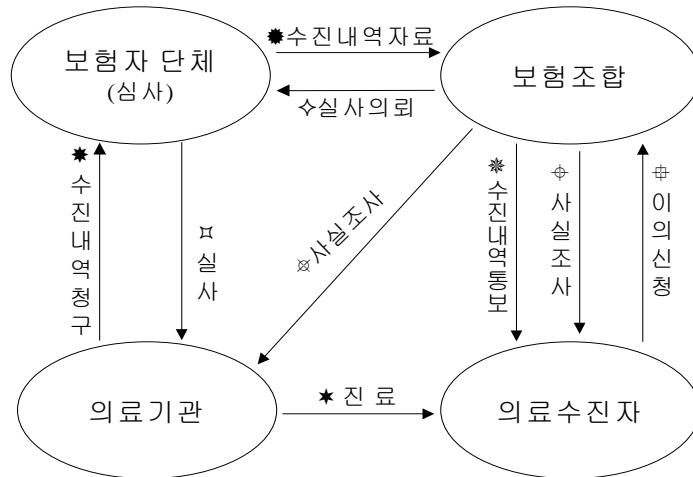 보험자 단체
(심사)
✹수진내역자료
보험조합
✧실사의뢰
✸수진내역청구
¤실사
사실조사
수진내역통보
사실조사
이의신청
의료기관
✶ 진 료
의료수진자